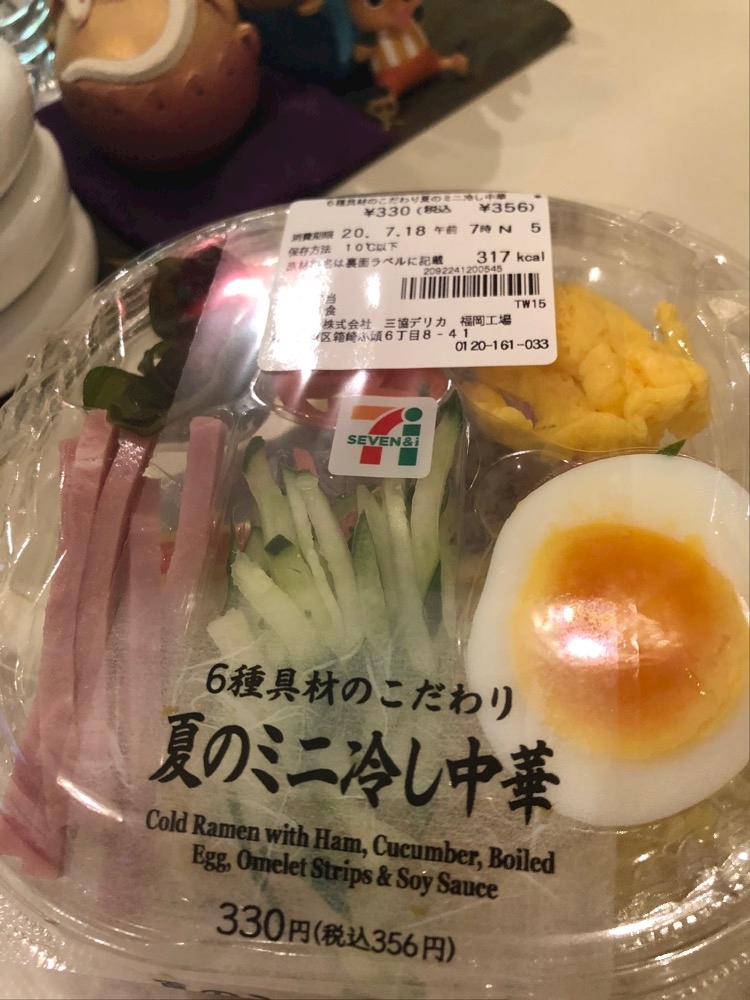 6種具材のこだわり夏のミニ冷し中華
¥330 (税込 ¥356)
消費期限 20. 7.18 午前 7時 N 5
保存方法 10℃以下
原材料名は裏面ラベルに記載 317 kcal
2092241200545
TW15
株式会社 三協デリカ 福岡工場
区箱崎ふ頭6丁目8-41
0120-161-033
SEVEN&i
6種具材のこだわり
夏のミニ冷し中華
Cold Ramen with Ham, Cucumber, Boiled
Egg, Omelet Strips & Soy Sauce
330円(税込356円)